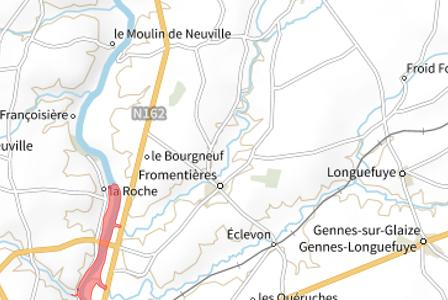 le Moulin de Neuville
Froid Fo
N162
Françoisière
uville
le Bourgneuf
Fromentières
Longuefuye
la Roche
Éclevon
Gennes-sur-Glaize
Gennes-Longuefuye
les Quéruches